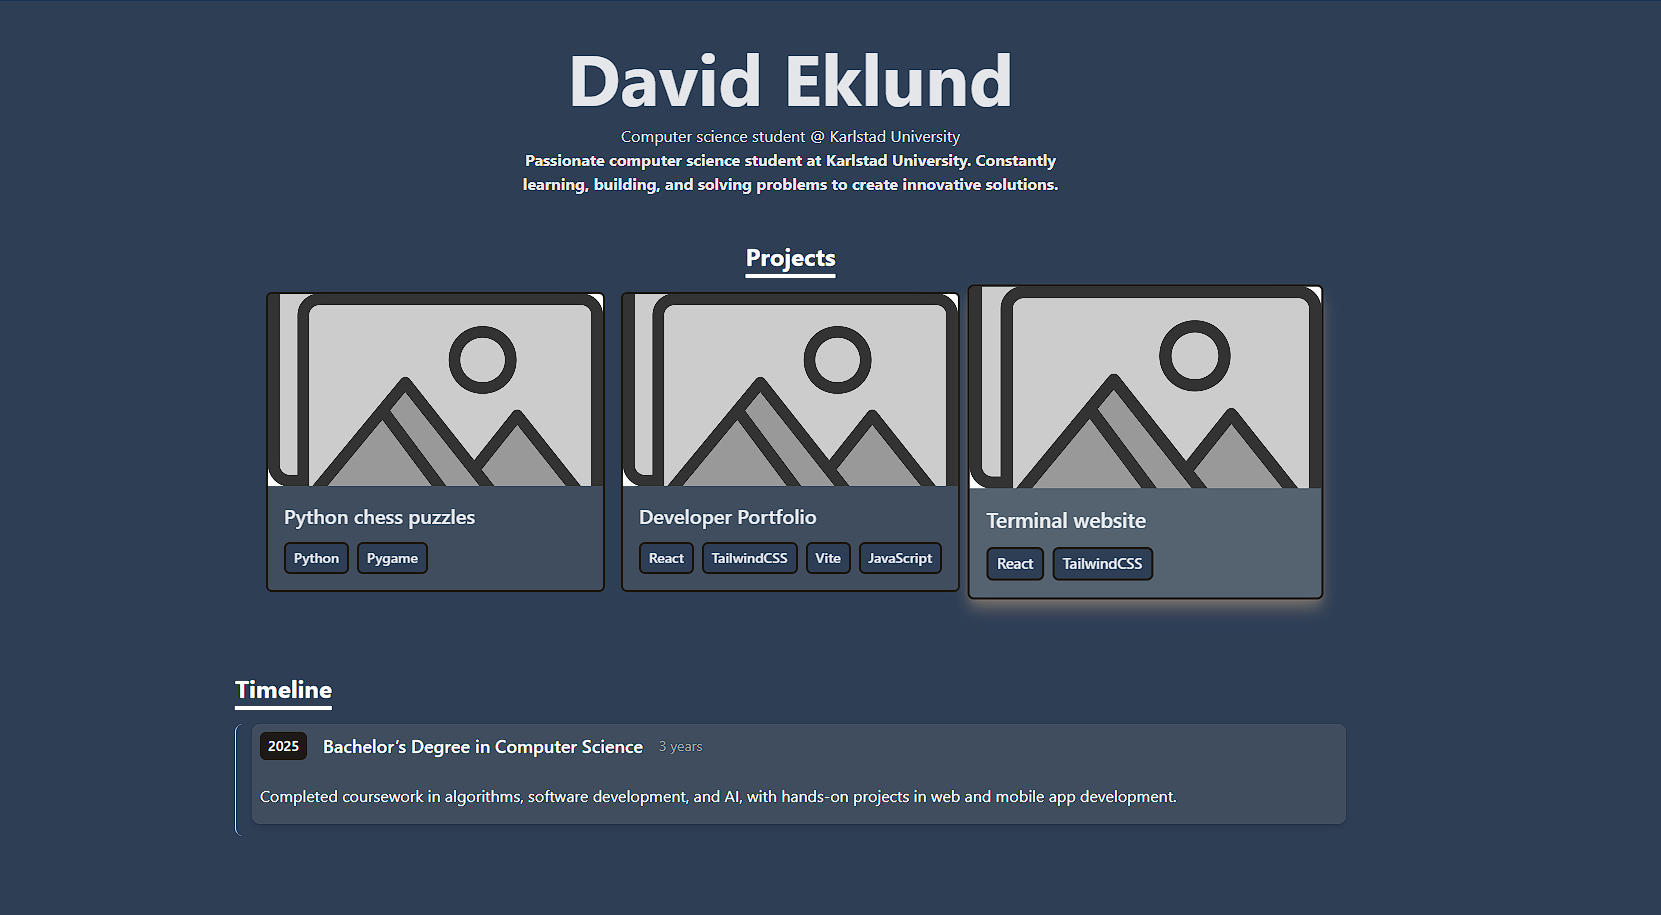 David Eklund
Computer science student @ Karlstad University
Passionate computer science student at Karlstad University. Constantly
learning, building, and solving problems to create innovative solutions.
Projects
Python chess puzzles
Python Pygame
Developer Portfolio
React TailwindCSS Vite JavaScript
Terminal website
React TailwindCSS
Timeline
2025 Bachelor’s Degree in Computer Science 3 years
Completed coursework in algorithms, software development, and AI, with hands-on projects in web and mobile app development.